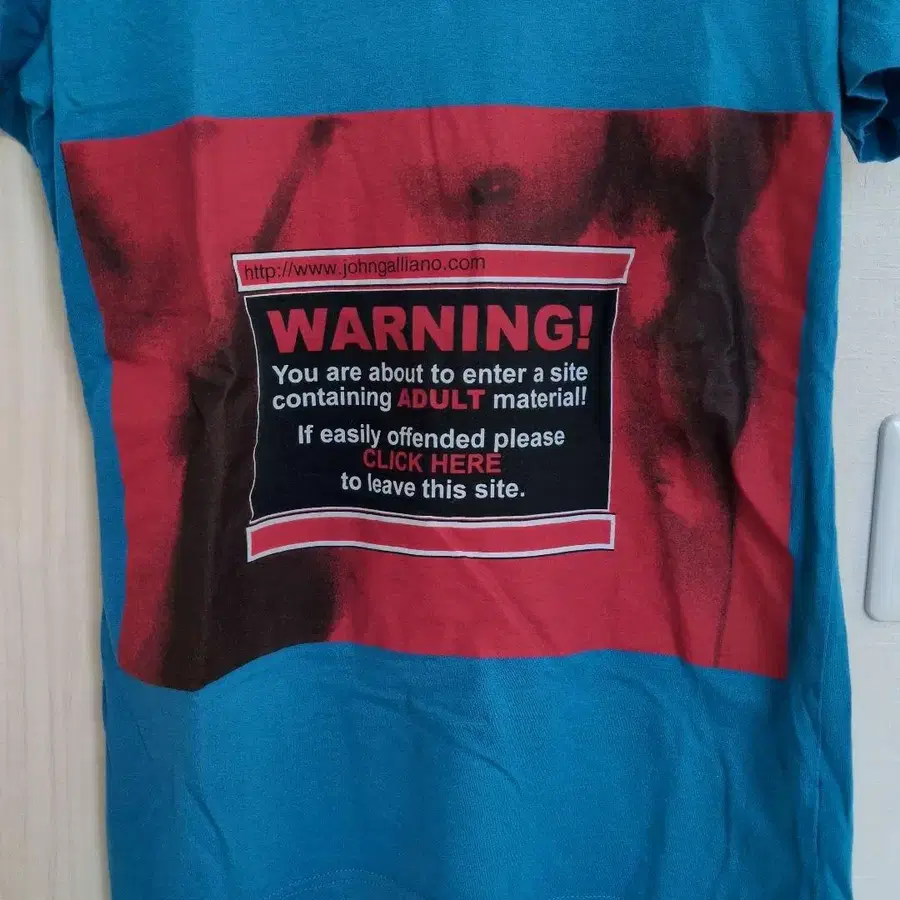 http://www.johngalliano.com
WARNING!
You are about to enter a site
containing ADULT material!
If easily offended please
CLICK HERE
to leave this site.